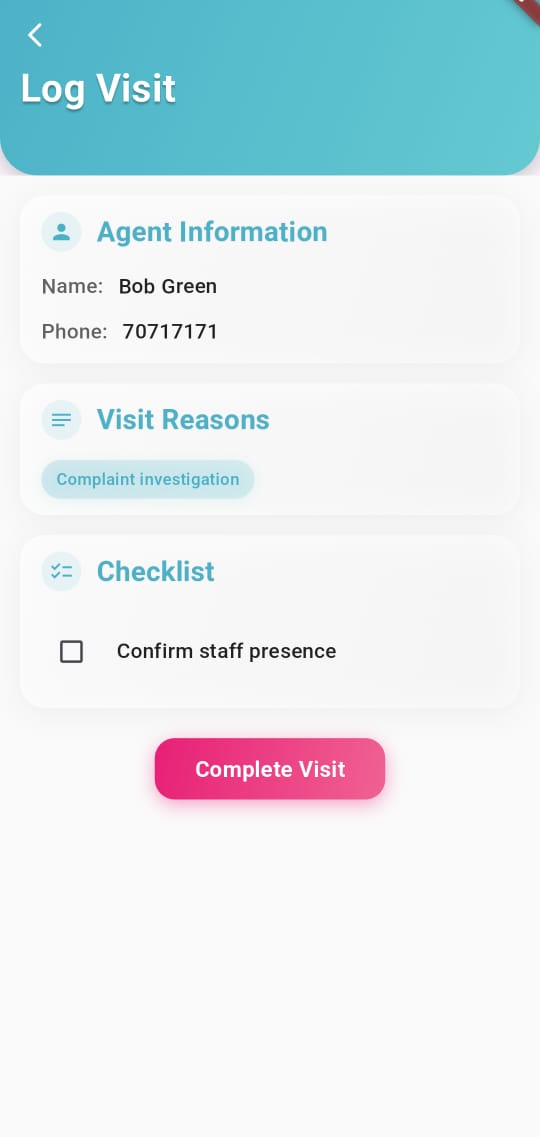 Log Visit
Agent Information
Name: Bob Green
Phone: 70717171
Visit Reasons
Complaint investigation
Checklist
Confirm staff presence
Complete Visit